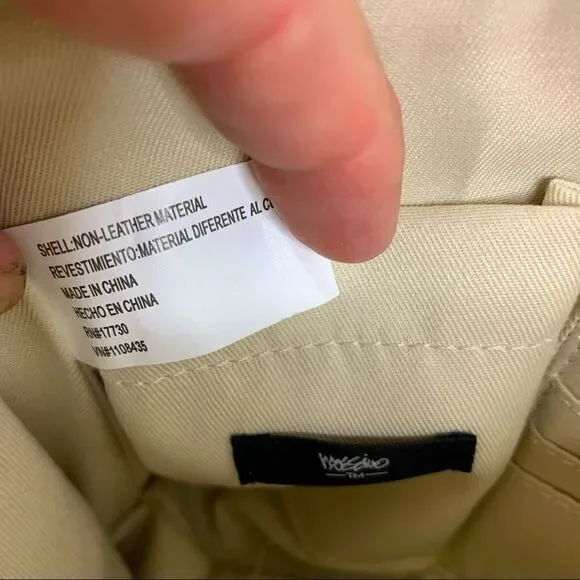 SHELL:NON-LEATHER MATERIAL
REVESTIMIENTO:MATERIAL DIFERENTE AL
MADE IN CHINA
HECHO EN CHINA
RN#17730
VIN#1108435
Mossimo
TM